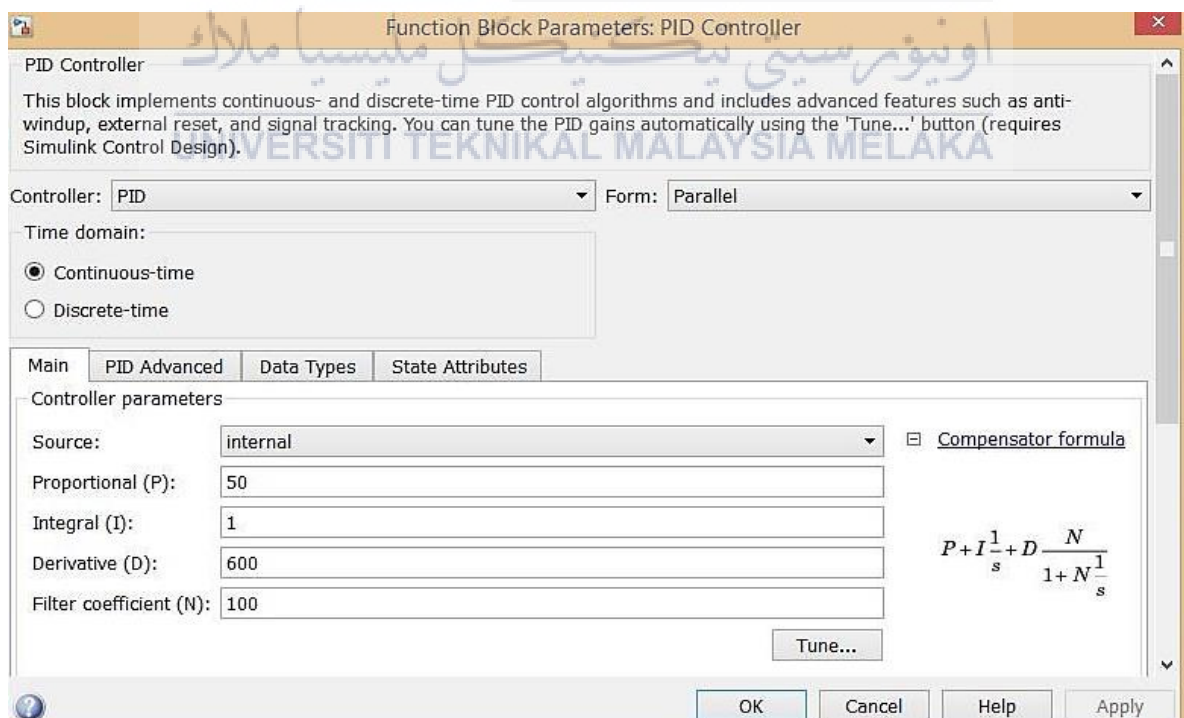 Function Block Parameters: PID Controller
اونيۏرسيتي تيكنيكل مليسيا ملاك
PID Controller
This block implements continuous- and discrete-time PID control algorithms and includes advanced features such as anti-
windup, external reset, and signal tracking. You can tune the PID gains automatically using the 'Tune...' button (requires
Simulink Control Design).
UNIVERSITI TEKNIKAL MALAYSIA MELAKA
Controller: PID Form: Parallel
Time domain:
Continuous-time
Discrete-time
Main PID Advanced Data Types State Attributes
Controller parameters
Source: internal Compensator formula
Proportional (P): 50
Integral (I): 1
Derivative (D): 600
P+I 1/s +D N/(1+N 1/s)
Filter coefficient (N): 100
Tune...
OK Cancel Help Apply